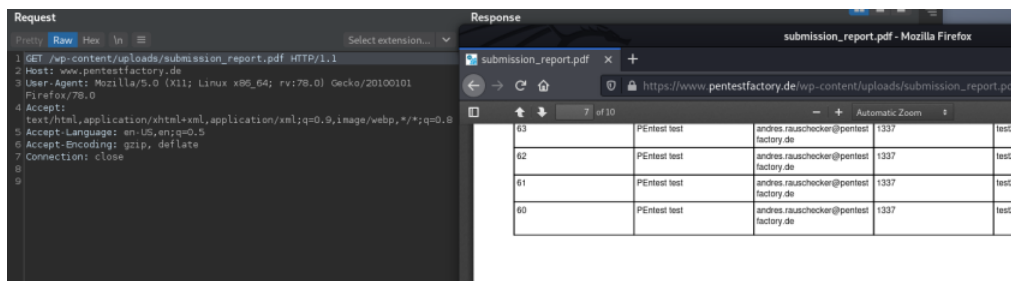 Request
Pretty Raw Hex \n
Select extension...
1 GET /wp-content/uploads/submission_report.pdf HTTP/1.1
2 Host: www.pentestfactory.de
3 User-Agent: Mozilla/5.0 (X11; Linux x86_64; rv:78.0) Gecko/20100101
Firefox/78.0
4 Accept:
text/html,application/xhtml+xml,application/xml;q=0.9,image/webp,*/*;q=0.8
5 Accept-Language: en-US,en;q=0.5
6 Accept-Encoding: gzip, deflate
7 Connection: close
8
9
Response
submission_report.pdf - Mozilla Firefox
submission_report.pdf
https://www.pentestfactory.de/wp-content/uploads/submission_report.pd
7 of 10
Automatic Zoom
63 PEntest test andres.rauschecker@pentest 1337 test
factory.de
62 PEntest test andres.rauschecker@pentest 1337 test
factory.de
61 PEntest test andres.rauschecker@pentest 1337 test
factory.de
60 PEntest test andres.rauschecker@pentest 1337 test
factory.de